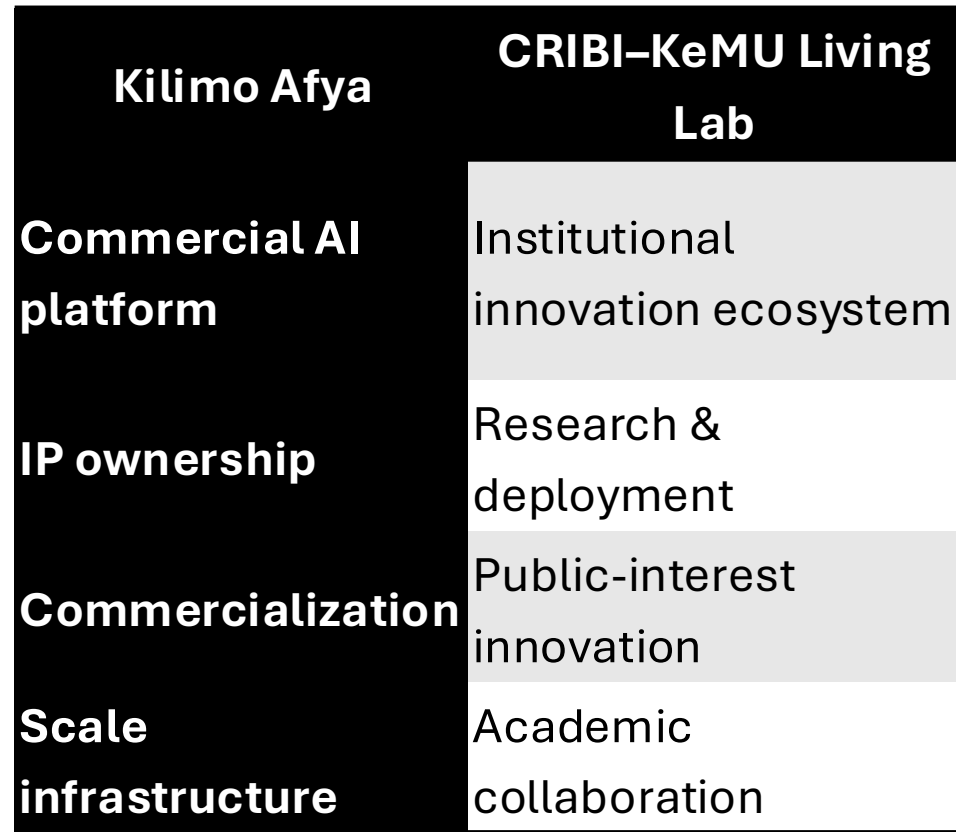 Kilimo Afya
CRIBI–KeMU Living
Lab
Commercial AI
platform
Institutional
innovation ecosystem
IP ownership
Research &
deployment
Commercialization
Public-interest
innovation
Scale
infrastructure
Academic
collaboration